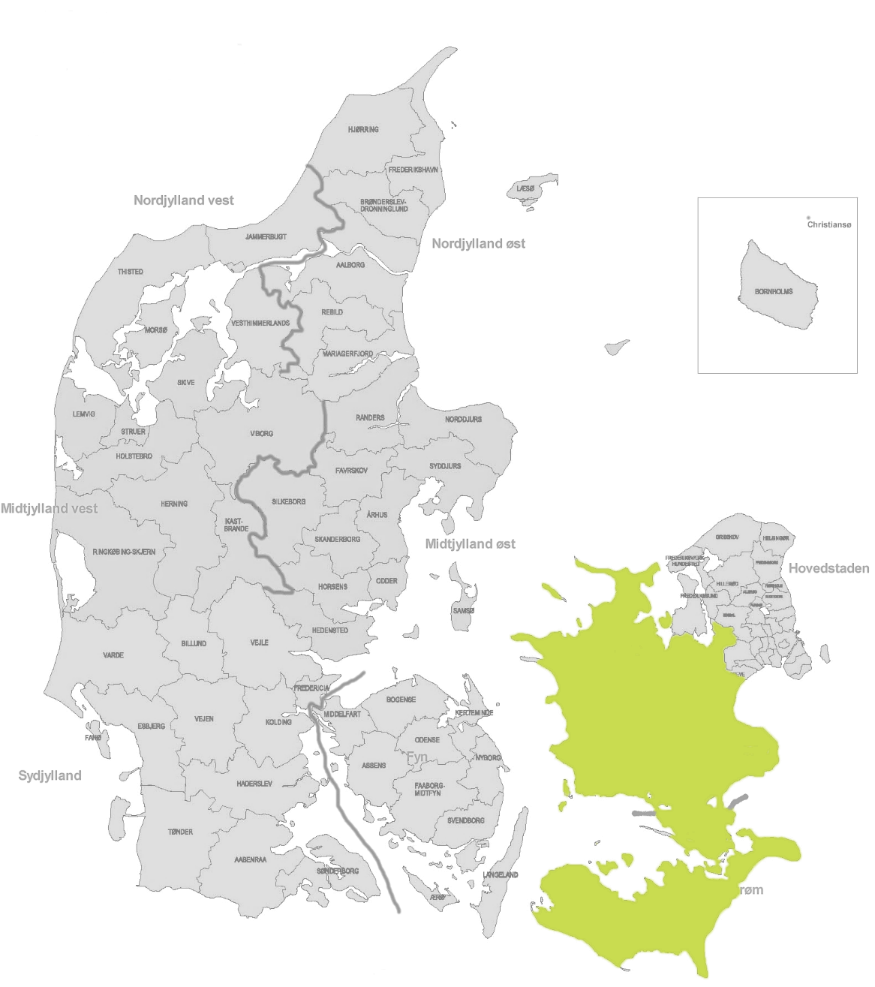 HJØRRING
FREDERIKSHAVN
LÆSØ
Nordjylland vest
BRØNDERSLEV-
DRONNINGLUND
JAMMERBUGT
Nordjylland øst
Christiansø
THISTED
AALBORG
BORNHOLMS
MORSØ
VESTHIMMERLANDS
REBILD
MARIAGERFJORD
SKIVE
LEMVIG
STRUER
VIBORG
RANDERS
NORDDJURS
HOLSTEBRO
FAVRSKOV
SYDDJURS
Midtjylland vest
HERNING
SILKEBORG
ÅRHUS
IKAST-
BRANDE
SKANDERBORG
Midtjylland øst
RINGKØBING-SKJERN
HORSENS
ODDER
SAMSØ
Hovedstaden
HEDENSTED
VARDE
BILLUND
VEJLE
FREDERICIA
BOGENSE
MIDDELFART
KERTEMINDE
ESBJERG
VEJEN
KOLDING
ODENSE
FANØ
ASSENS
Fyn
NYBORG
Sydjylland
HADERSLEV
FAABORG-
MIDTFYN
SVENDBORG
TØNDER
AABENRAA
SØNDERBORG
LANGELAND
ÆRØ
røm